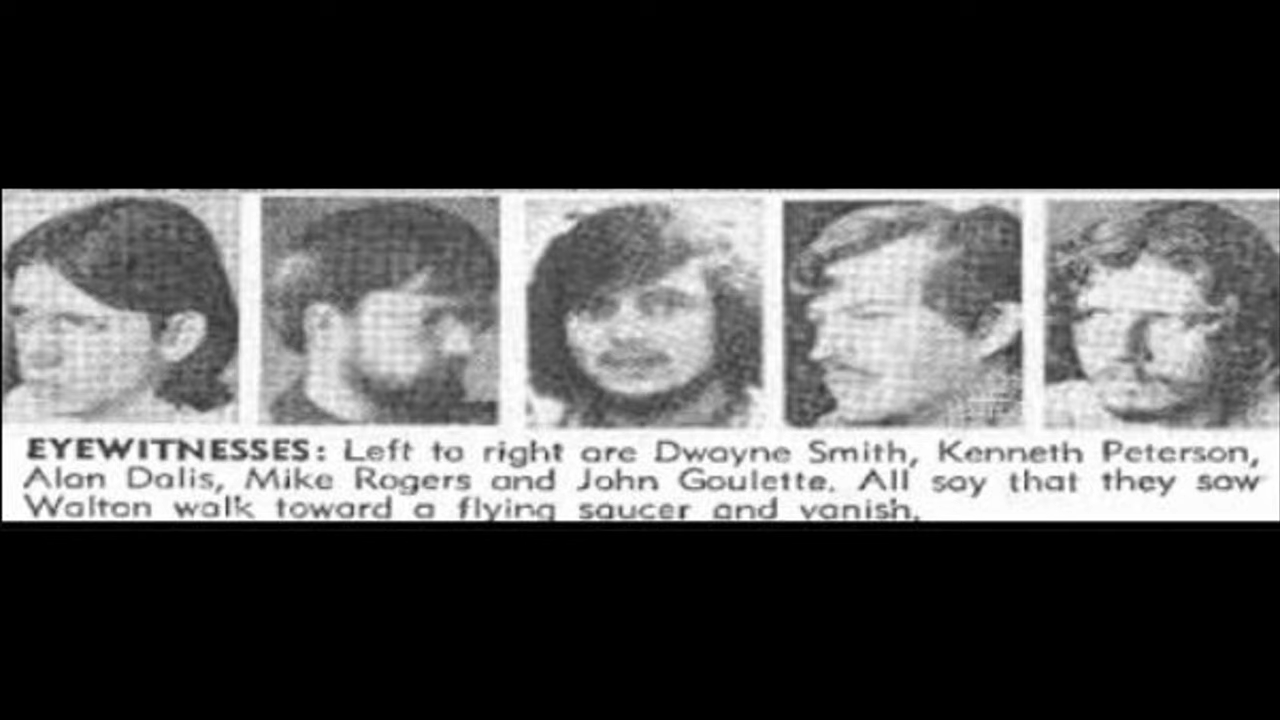 EYEWITNESSES: Left to right are Dwayne Smith, Kenneth Peterson,
Alan Dalis, Mike Rogers and John Goulette. All say that they saw
Walton walk toward a flying saucer and vanish.